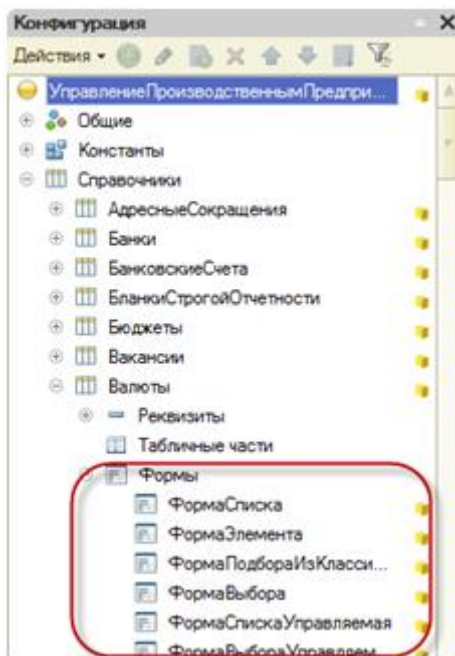 Конфигурация
Действия
УправлениеПроизводственнымПредпри...
Общие
Константы
Справочники
АдресныеСокращения
Банки
БанковскиеСчета
БланкиСтрогойОтчетности
Бюджеты
Вакансии
Валюты
Реквизиты
Табличные части
Формы
ФормаСписка
ФормаЭлемента
ФормаПодбораИзКласси...
ФормаВыбора
ФормаСпискаУправляемая
ФормаВыбораУправляем...